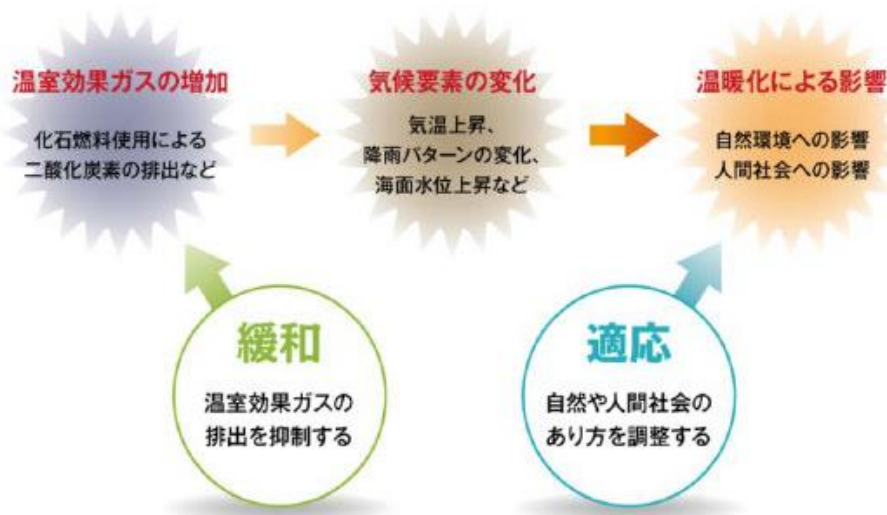 温室効果ガスの増加
化石燃料使用による
二酸化炭素の排出など
気候要素の変化
気温上昇、
降雨パターンの変化、
海面水位上昇など
温暖化による影響
自然環境への影響
人間社会への影響
緩和
温室効果ガスの
排出を抑制する
適応
自然や人間社会の
あり方を調整する